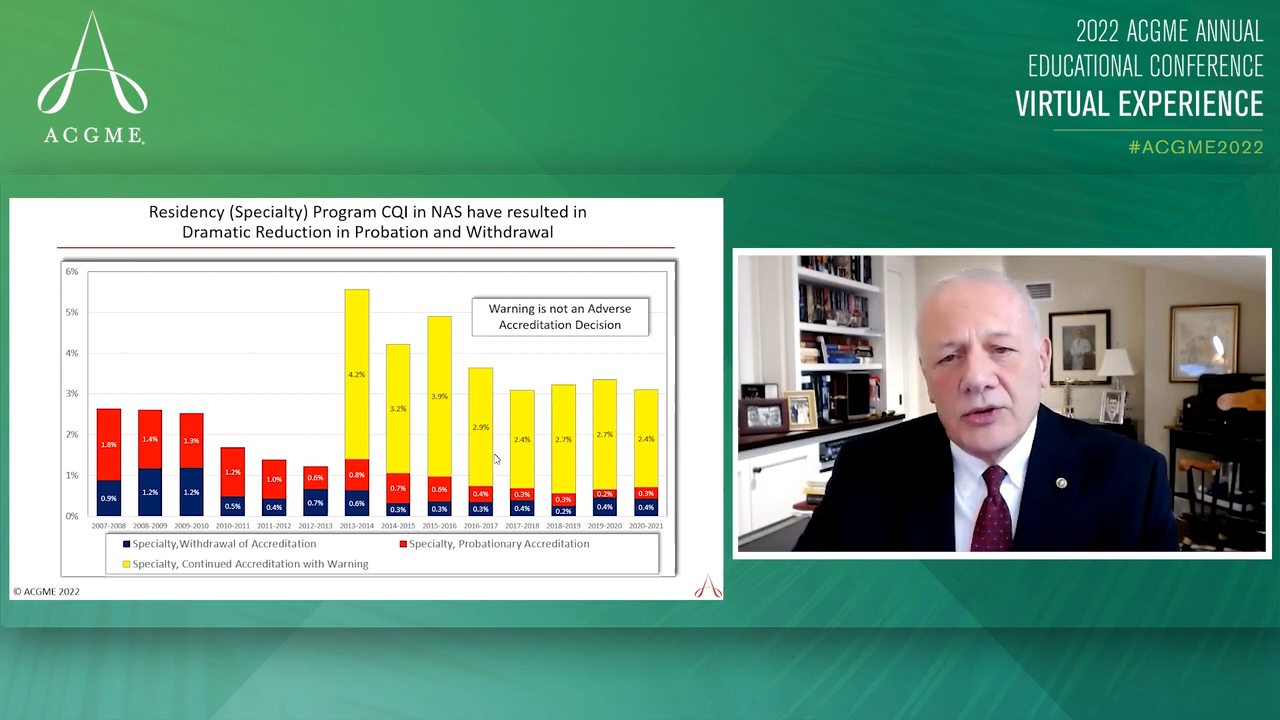 ACGME
2022 ACGME ANNUAL
EDUCATIONAL CONFERENCE
VIRTUAL EXPERIENCE
#ACGME2022
Residency (Specialty) Program CQI in NAS have resulted in
Dramatic Reduction in Probation and Withdrawal
6%
5%
4%
3%
2%
1%
0%
Warning is not an Adverse
Accreditation Decision
4.2% 3.2% 3.9% 2.9% 2.4% 2.7% 2.7% 2.4%
1.8% 1.4% 1.3% 1.2% 1.0% 0.6% 0.8% 0.7% 0.6% 0.4% 0.3% 0.3% 0.2% 0.3%
0.9% 1.2% 1.2% 0.5% 0.4% 0.7% 0.6% 0.3% 0.3% 0.3% 0.4% 0.2% 0.4% 0.4%
2007-2008 2008-2009 2009-2010 2010-2011 2011-2012 2012-2013 2013-2014 2014-2015 2015-2016 2016-2017 2017-2018 2018-2019 2019-2020 2020-2021
Specialty,Withdrawal of Accreditation
Specialty, Probationary Accreditation
Specialty, Continued Accreditation with Warning
© ACGME 2022